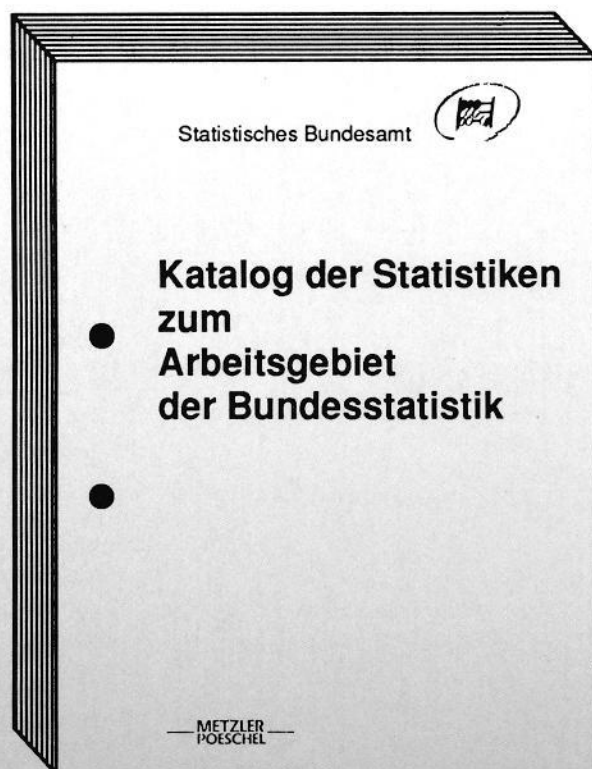 Statistisches Bundesamt
Katalog der Statistiken
zum
Arbeitsgebiet
der Bundesstatistik
METZLER
POESCHEL